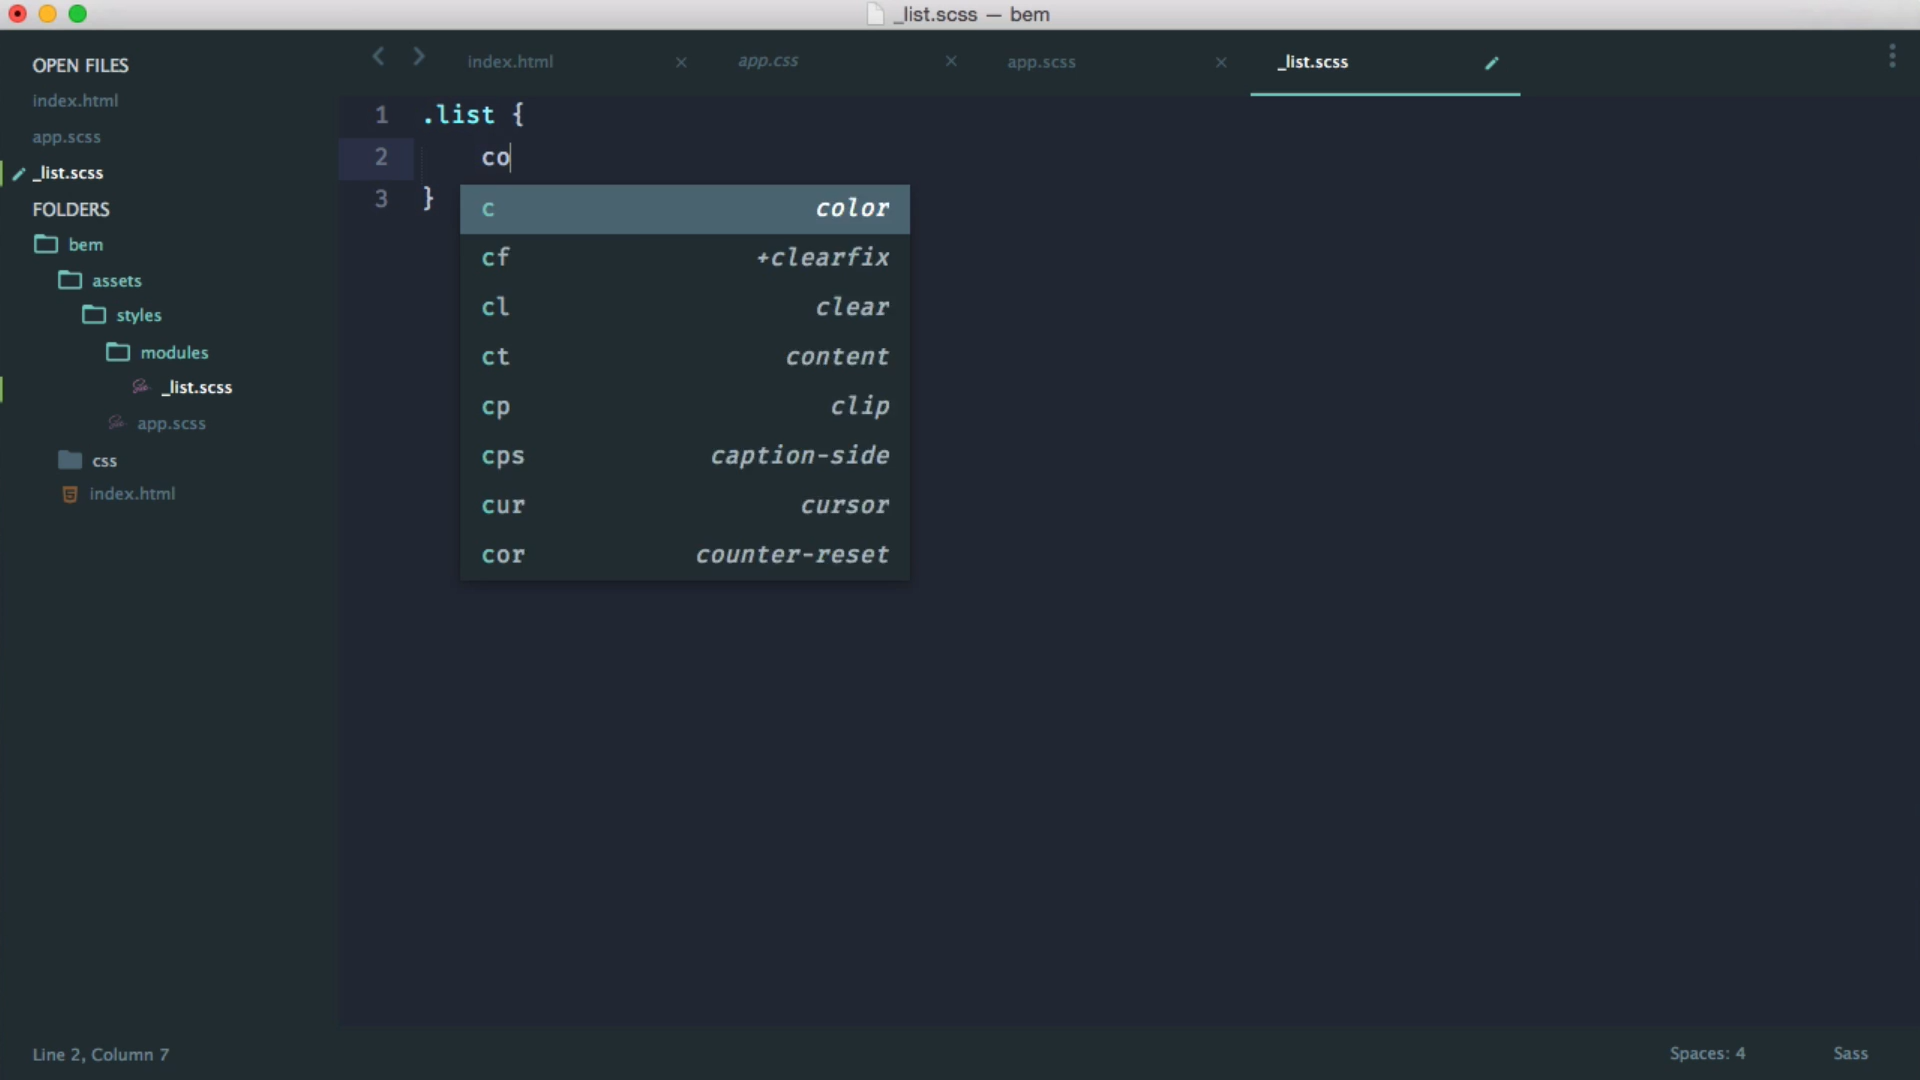 _list.scss — bem
OPEN FILES
index.html
app.scss
_list.scss
FOLDERS
bem
assets
styles
modules
_list.scss
app.scss
css
index.html
index.html
app.css
app.scss
_list.scss
1 .list {
2 co
3 }
c color
cf +clearfix
cl clear
ct content
cp clip
cps caption-side
cur cursor
cor counter-reset
Line 2, Column 7
Spaces: 4
Sass